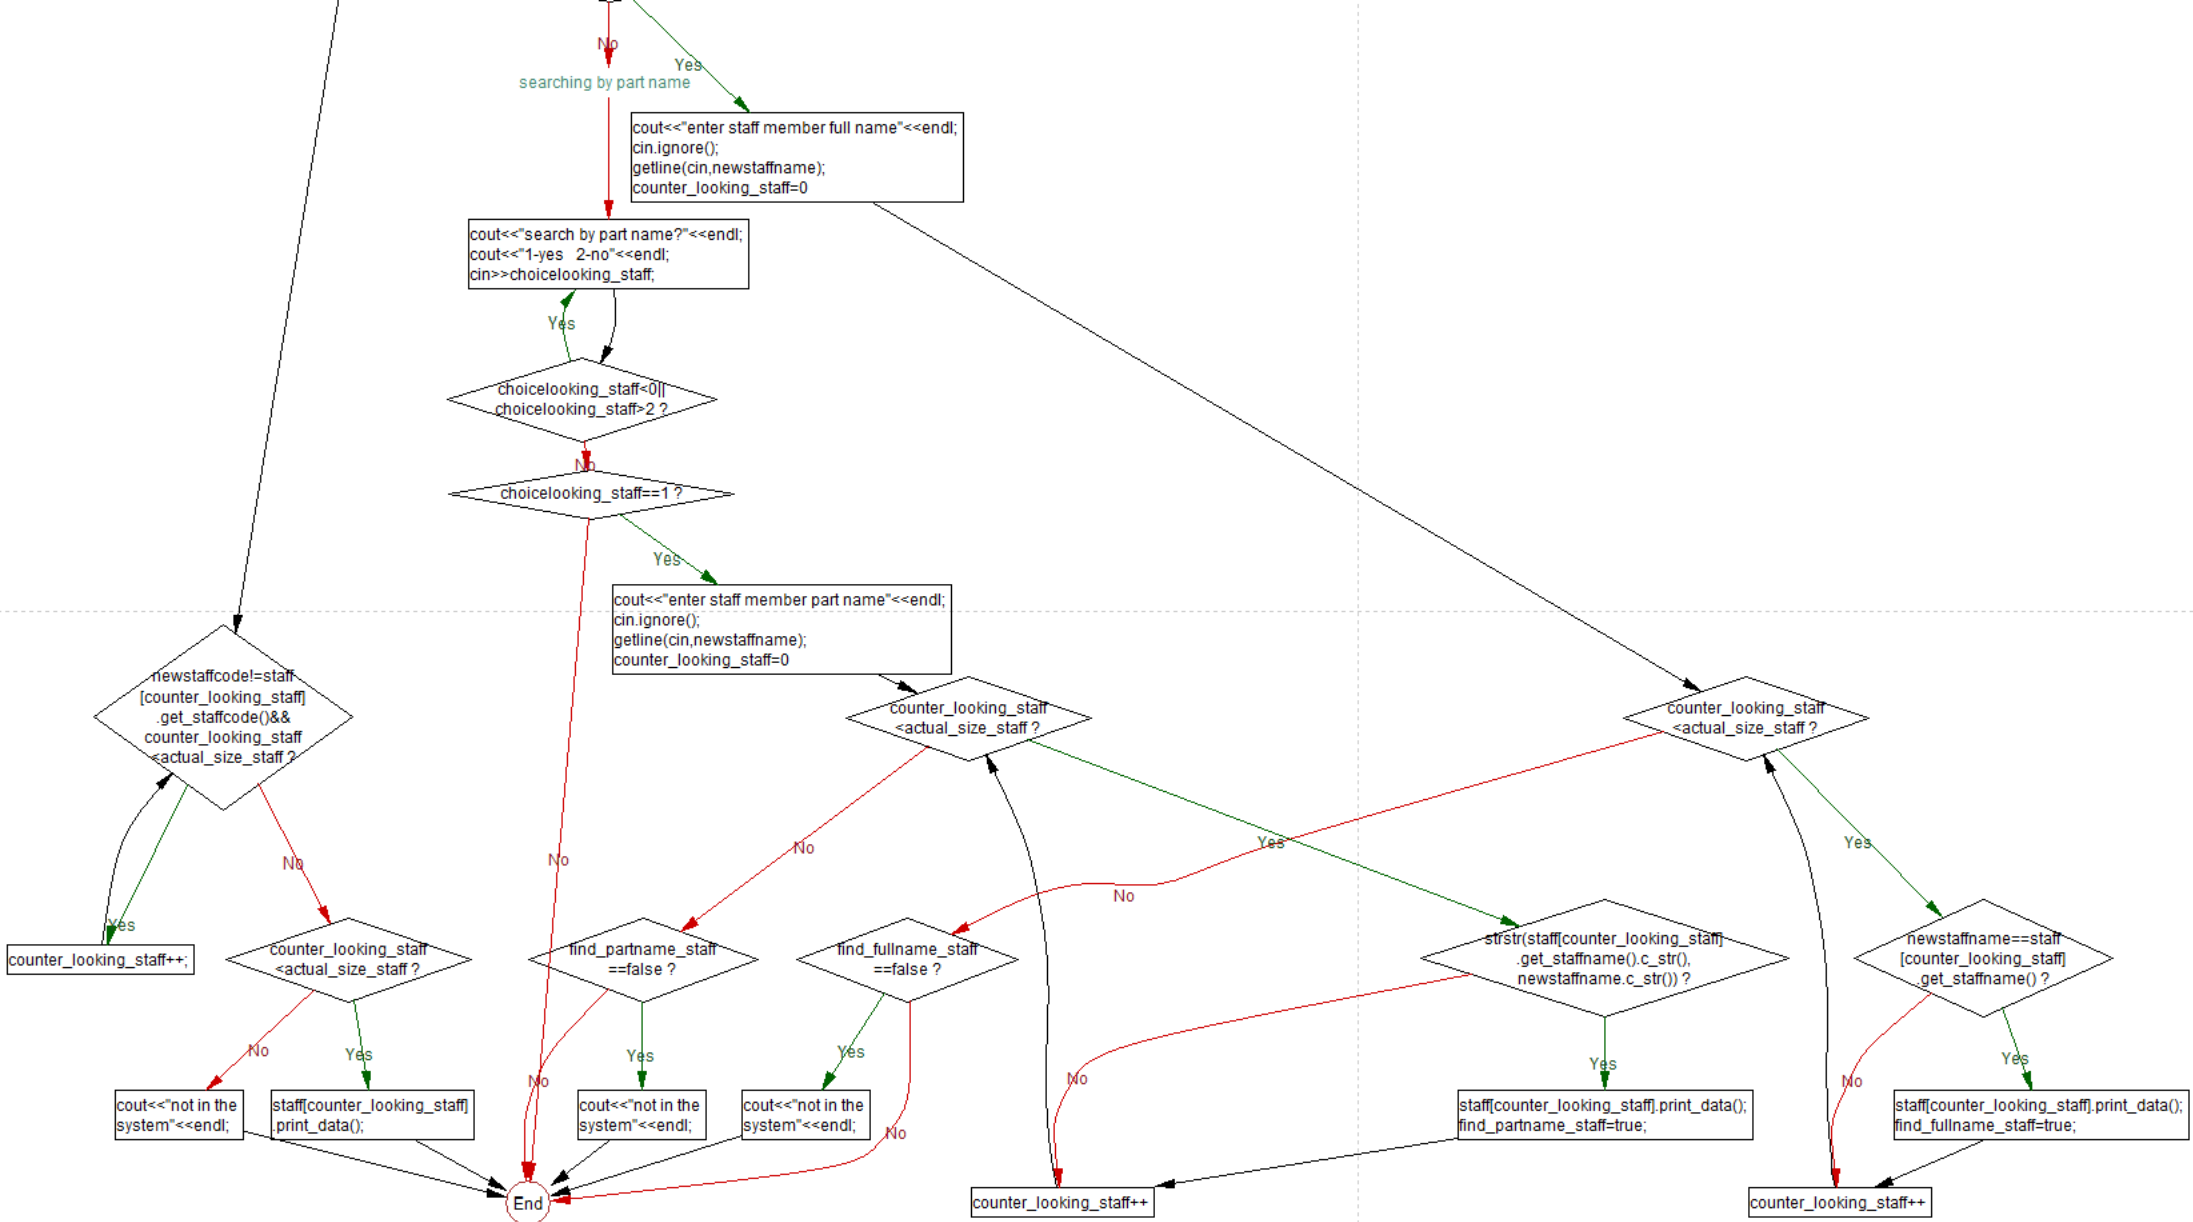 No
Yes
searching by part name
cout<<"enter staff member full name"<<endl;
cin.ignore();
getline(cin,newstaffname);
counter_looking_staff=0
cout<<"search by part name?"<<endl;
cout<<"1-yes   2-no"<<endl;
cin>>choicelooking_staff;
Yes
choicelooking_staff<0||
choicelooking_staff>2 ?
No
choicelooking_staff==1 ?
Yes
cout<<"enter staff member part name"<<endl;
cin.ignore();
getline(cin,newstaffname);
counter_looking_staff=0
newstaffcode!=staff
[counter_looking_staff]
.get_staffcode()&&
counter_looking_staff
<actual_size_staff ?
counter_looking_staff
<actual_size_staff ?
counter_looking_staff
<actual_size_staff ?
No
No
No
Yes
No
Yes
Yes
counter_looking_staff++;
counter_looking_staff
<actual_size_staff ?
find_partname_staff
==false ?
find_fullname_staff
==false ?
strstr(staff[counter_looking_staff]
.get_staffname().c_str(),
newstaffname.c_str()) ?
newstaffname==staff
[counter_looking_staff]
.get_staffname() ?
No
Yes
No
Yes
Yes
No
No
Yes
No
Yes
cout<<"not in the
system"<<endl;
staff[counter_looking_staff]
.print_data();
cout<<"not in the
system"<<endl;
cout<<"not in the
system"<<endl;
staff[counter_looking_staff].print_data();
find_partname_staff=true;
staff[counter_looking_staff].print_data();
find_fullname_staff=true;
End
counter_looking_staff++
counter_looking_staff++